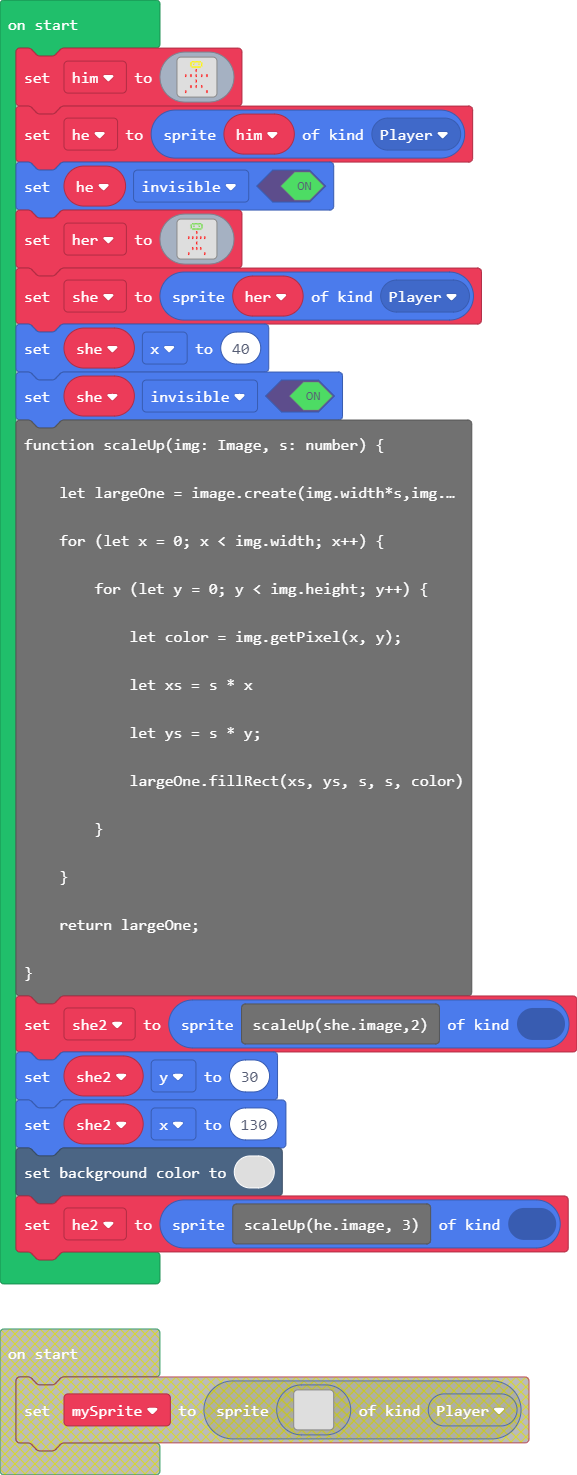 on start
set him to
set he to sprite him of kind Player
set he invisible ON
set her to
set she to sprite her of kind Player
set she x to 40
set she invisible ON
function scaleUp(img: Image, s: number) {
let largeOne = image.create(img.width*s,img.…
for (let x = 0; x < img.width; x++) {
for (let y = 0; y < img.height; y++) {
let color = img.getPixel(x, y);
let xs = s * x
let ys = s * y;
largeOne.fillRect(xs, ys, s, s, color)
}
}
return largeOne;
}
set she2 to sprite scaleUp(she.image,2) of kind
set she2 y to 30
set she2 x to 130
set background color to
set he2 to sprite scaleUp(he.image, 3) of kind
on start
set mySprite to sprite of kind Player